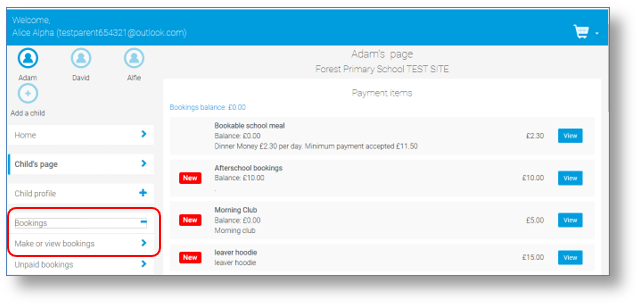 Welcome,
Alice Alpha (testparent654321@outlook.com)
Adam David Alfie
Add a child
Home
Child's page
Child profile
Bookings
Make or view bookings
Unpaid bookings
Adam's page
Forest Primary School TEST SITE
Payment items
Bookings balance: £0.00
Bookable school meal
Balance: £0.00
Dinner Money £2.30 per day. Minimum payment accepted £11.50
£2.30 View
New
Afterschool bookings
Balance: £10.00
.
£10.00 View
New
Morning Club
Balance: £0.00
Morning club
£5.00 View
New
leaver hoodie
leaver hoodie
£15.00 View